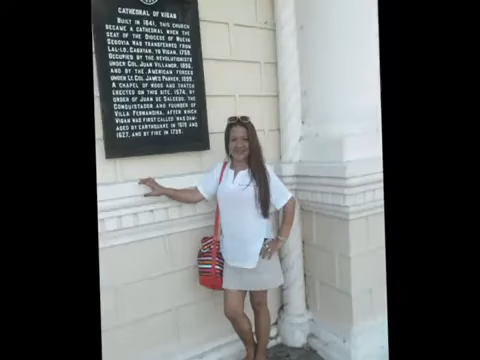 CATHEDRAL OF VIGAN
BUILT IN 1641, THIS CHURCH
BECAME A CATHEDRAL WHEN THE
SEAT OF THE DIOCESE OF NUEVA
SEGOVIA WAS TRANSFERRED FROM
LAL-LO, CAGAYAN, TO VIGAN, 1758.
OCCUPIED BY THE REVOLUTIONISTS
UNDER COL. JUAN VILLAMOR, 1896,
AND BY THE AMERICAN FORCES
UNDER LT. COL. JAMES PARKER, 1899.
A CHAPEL OF WOOD AND THATCH
ERECTED ON THIS SITE, 1574, BY
ORDER OF JUAN DE SALCEDO, THE
CONQUISTADOR AND FOUNDER OF
VILLA FERNANDINA, AFTER WHICH
VIGAN WAS FIRST CALLED WAS DAM-
AGED BY EARTHQUAKE IN 1619 AND
1627, AND BY FIRE IN 1739.